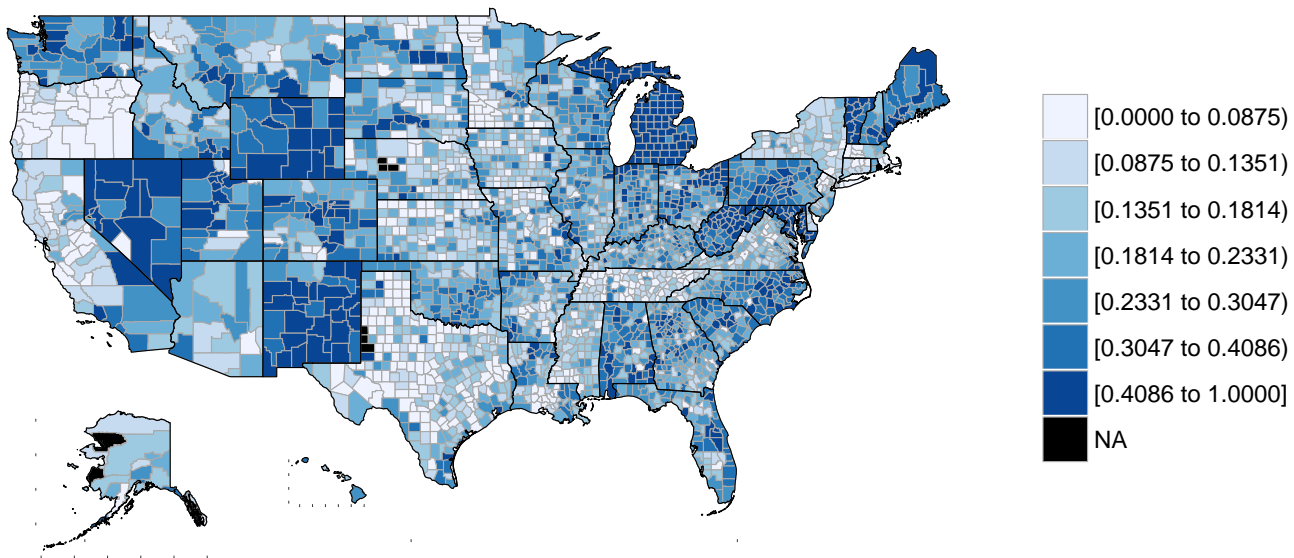 [0.0000 to 0.0875)
[0.0875 to 0.1351)
[0.1351 to 0.1814)
[0.1814 to 0.2331)
[0.2331 to 0.3047)
[0.3047 to 0.4086)
[0.4086 to 1.0000]
NA